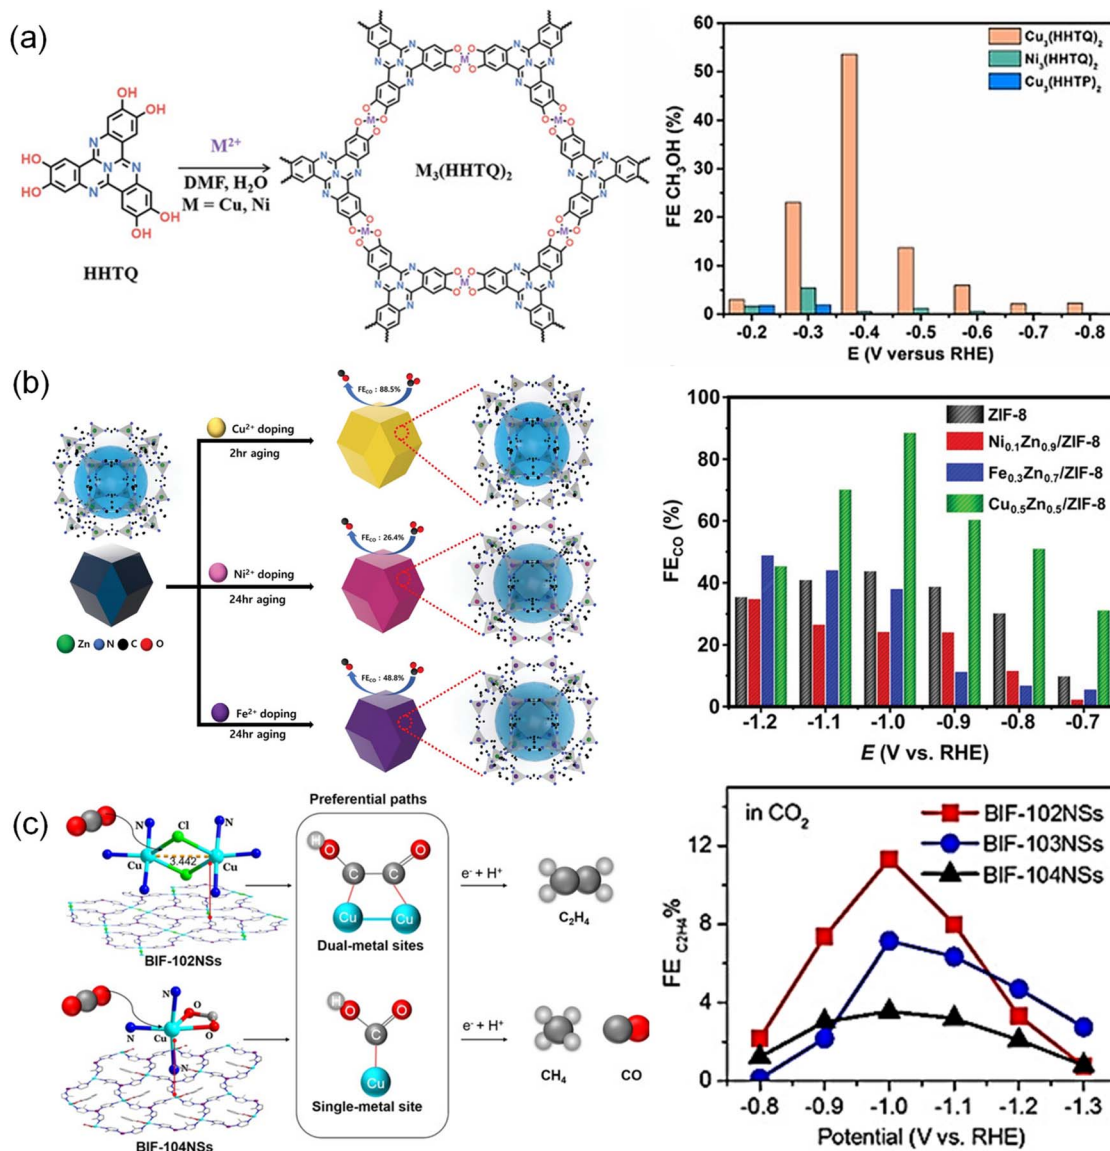 (a)
HHTQ
OH
OH
HO
HO
OH
OH
N
N
N
N
M²⁺
DMF, H₂O
M = Cu, Ni
M₃(HHTQ)₂
FE CH₃OH (%)
60
50
40
30
20
10
0
Cu₃(HHTQ)₂
Ni₃(HHTQ)₂
Cu₃(HHTP)₂
-0.2 -0.3 -0.4 -0.5 -0.6 -0.7 -0.8
E (V versus RHE)
(b)
Zn N C O
Cu²⁺ doping
2hr aging
FE_CO : 88.5%
Ni²⁺ doping
24hr aging
FE_CO : 26.4%
Fe²⁺ doping
24hr aging
FE_CO : 48.8%
FE_CO (%)
100
80
60
40
20
0
ZIF-8
Ni₀.₁Zn₀.₉/ZIF-8
Fe₀.₃Zn₀.₇/ZIF-8
Cu₀.₅Zn₀.₅/ZIF-8
-1.2 -1.1 -1.0 -0.9 -0.8 -0.7
E (V vs. RHE)
(c)
N Cl N
Cu 3.442 Cu
BIF-102NSs
N O
N Cu O
N
BIF-104NSs
Preferential paths
H O C C O
Cu Cu
Dual-metal sites
H O C O
Cu
Single-metal site
e⁻ + H⁺
C₂H₄
e⁻ + H⁺
CH₄ CO
FE C₂H₄%
12
8
4
0
in CO₂
BIF-102NSs
BIF-103NSs
BIF-104NSs
-0.8 -0.9 -1.0 -1.1 -1.2 -1.3
Potential (V vs. RHE)